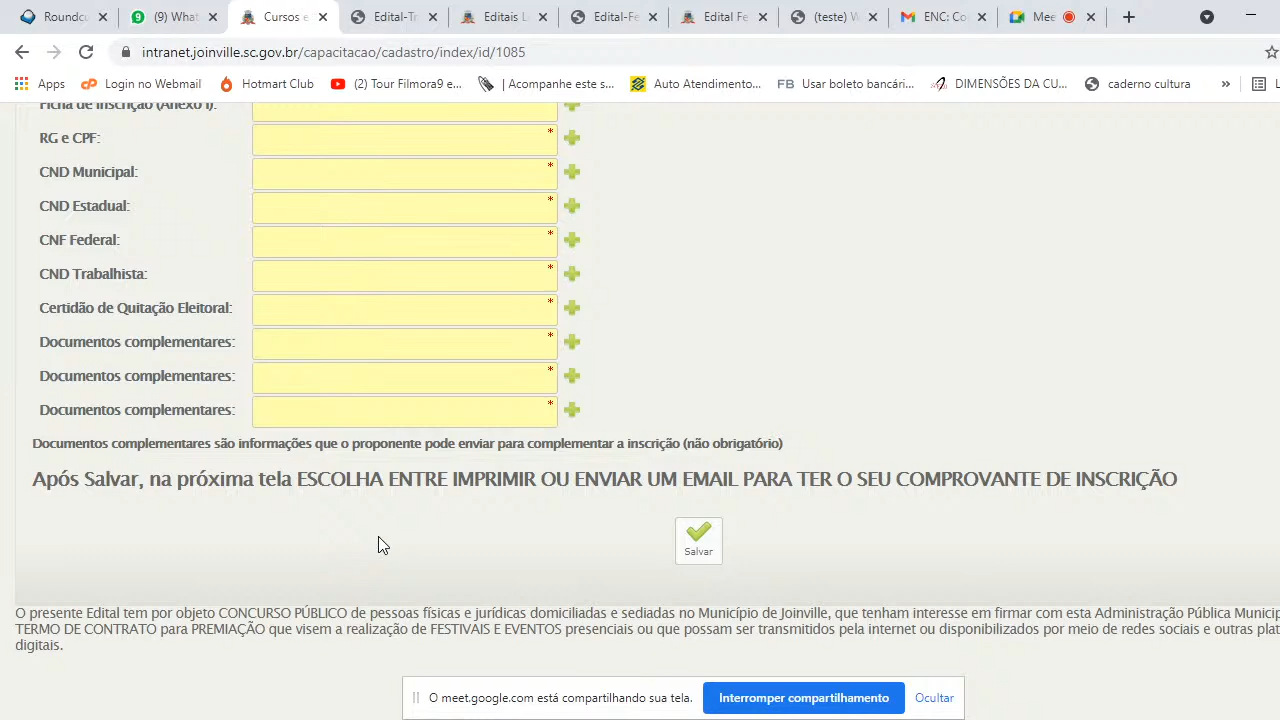 Roundcu
(9) What
Cursos e
Edital-Tr
Editais L
Edital-Fe
Edital Fe
(teste) W
ENC: Co
Mee
intranet.joinville.sc.gov.br/capacitacao/cadastro/index/id/1085
Apps
Login no Webmail
Hotmart Club
(2) Tour Filmora9 e...
| Acompanhe este s...
Auto Atendimento...
FB Usar boleto bancário...
DIMENSÕES DA CU...
caderno cultura
»
Ficha de Inscrição (Anexo I):
RG e CPF: *
CND Municipal: *
CND Estadual: *
CNF Federal: *
CND Trabalhista: *
Certidão de Quitação Eleitoral: *
Documentos complementares: *
Documentos complementares: *
Documentos complementares: *
Documentos complementares são informações que o proponente pode enviar para complementar a inscrição (não obrigatório)
Após Salvar, na próxima tela ESCOLHA ENTRE IMPRIMIR OU ENVIAR UM EMAIL PARA TER O SEU COMPROVANTE DE INSCRIÇÃO
Salvar
O presente Edital tem por objeto CONCURSO PÚBLICO de pessoas físicas e jurídicas domiciliadas e sediadas no Município de Joinville, que tenham interesse em firmar com esta Administração Pública Munici
TERMO DE CONTRATO para PREMIAÇÃO que visem a realização de FESTIVAIS E EVENTOS presenciais ou que possam ser transmitidos pela internet ou disponibilizados por meio de redes sociais e outras plat
digitais.
O meet.google.com está compartilhando sua tela.
Interromper compartilhamento
Ocultar